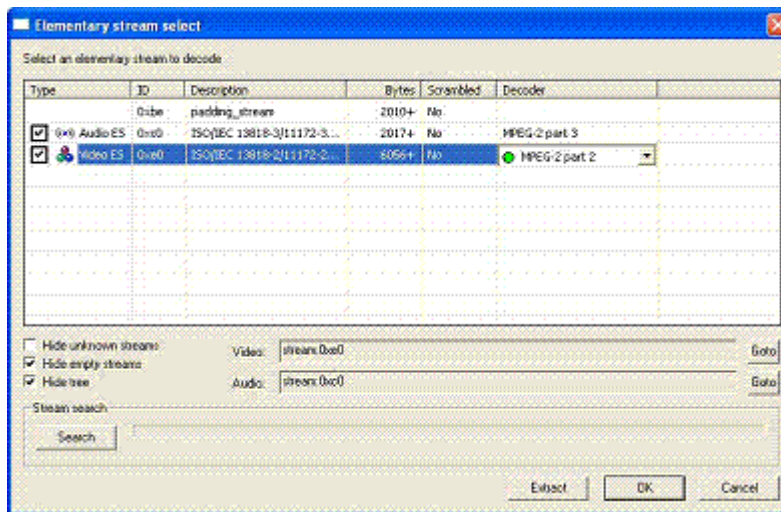 Elementary stream select
Select an elementary stream to decode
Type ID Description Bytes Scrambled Decoder
0xbe padding_stream 2010+ No
Audio ES 0xc0 ISO/IEC 13818-3/11172-3... 2017+ No MPEG-2 part 3
Video ES 0xe0 ISO/IEC 13818-2/11172-2... 6056+ No MPEG-2 part 2
Hide unknown streams
Video: stream:0xe0 Goto
Hide empty streams
Hide tree
Audio: stream:0xc0 Goto
Stream search
Search
Extract OK Cancel